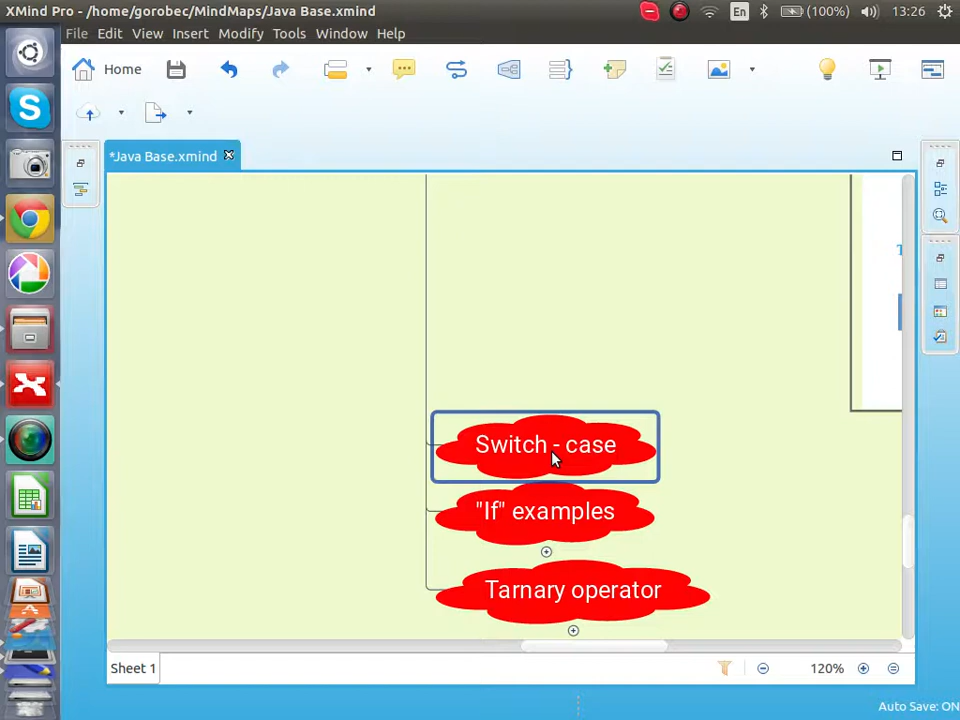 XMind Pro - /home/gorobec/MindMaps/Java Base.xmind
En
(100%)
13:26
File Edit View Insert Modify Tools Window Help
Home
*Java Base.xmind
T
Switch - case
"If" examples
Tarnary operator
Sheet 1
120%
Auto Save: ON